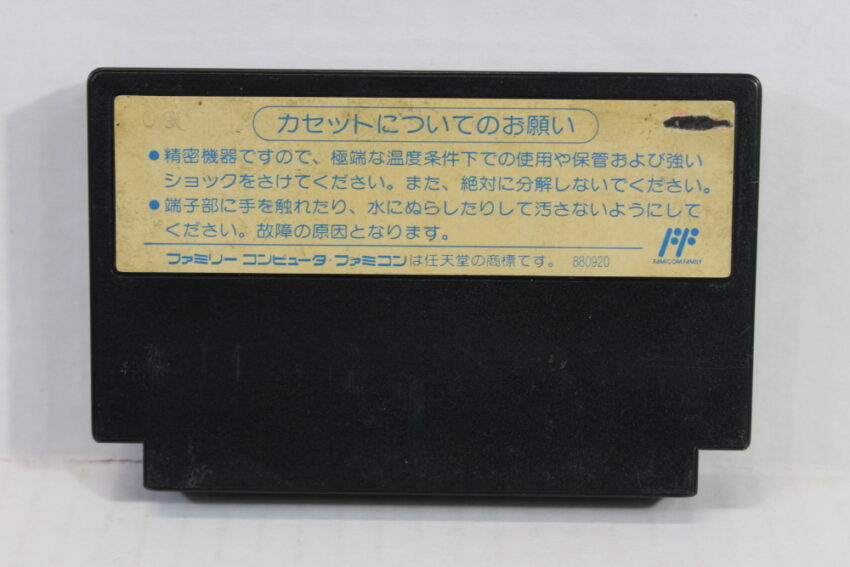 カセットについてのお願い
●精密機器ですので、極端な温度条件下での使用や保管および強い
ショックをさけてください。また、絶対に分解しないでください。
●端子部に手を触れたり、水にぬらしたりして汚さないようにして
ください。故障の原因となります。
ファミリーコンピュータ・ファミコンは任天堂の商標です。 880920
FF
FAMICOM FAMILY